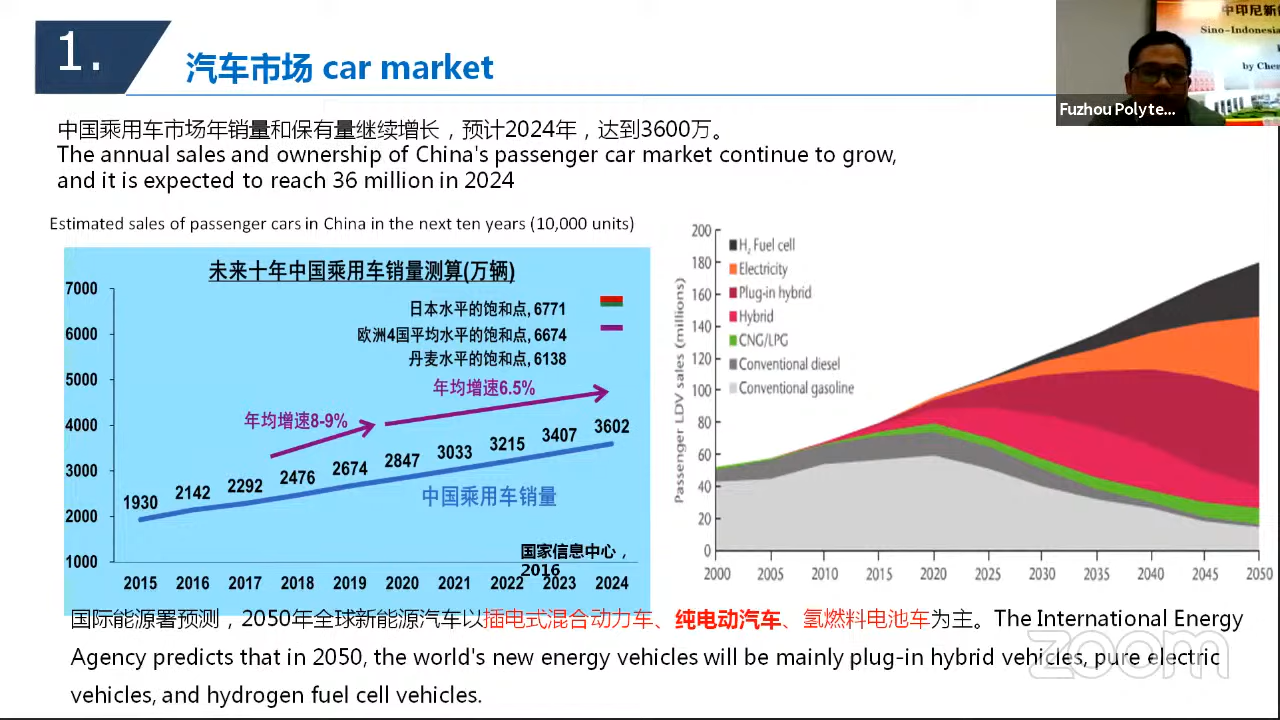 1.
汽车市场 car market
中印尼新
Sino-Indonesia
by Chen
Fuzhou Polyte...
中国乘用车市场年销量和保有量继续增长，预计2024年，达到3600万。
The annual sales and ownership of China's passenger car market continue to grow,
and it is expected to reach 36 million in 2024
Estimated sales of passenger cars in China in the next ten years (10,000 units)
未来十年中国乘用车销量测算(万辆)
7000
6000
5000
4000
3000
2000
1000
日本水平的饱和点, 6771
欧洲4国平均水平的饱和点, 6674
丹麦水平的饱和点, 6138
年均增速6.5%
年均增速8-9%
1930 2142 2292 2476 2674 2847 3033 3215 3407 3602
中国乘用车销量
国家信息中心，
2016
2015 2016 2017 2018 2019 2020 2021 2022 2023 2024
Passenger LDV sales (millions)
200
180
160
140
120
100
80
60
40
20
0
H₂ Fuel cell
Electricity
Plug-in hybrid
Hybrid
CNG/LPG
Conventional diesel
Conventional gasoline
2000 2005 2010 2015 2020 2025 2030 2035 2040 2045 2050
国际能源署预测，2050年全球新能源汽车以插电式混合动力车、纯电动汽车、氢燃料电池车为主。The International Energy
Agency predicts that in 2050, the world's new energy vehicles will be mainly plug-in hybrid vehicles, pure electric
vehicles, and hydrogen fuel cell vehicles.
zoom